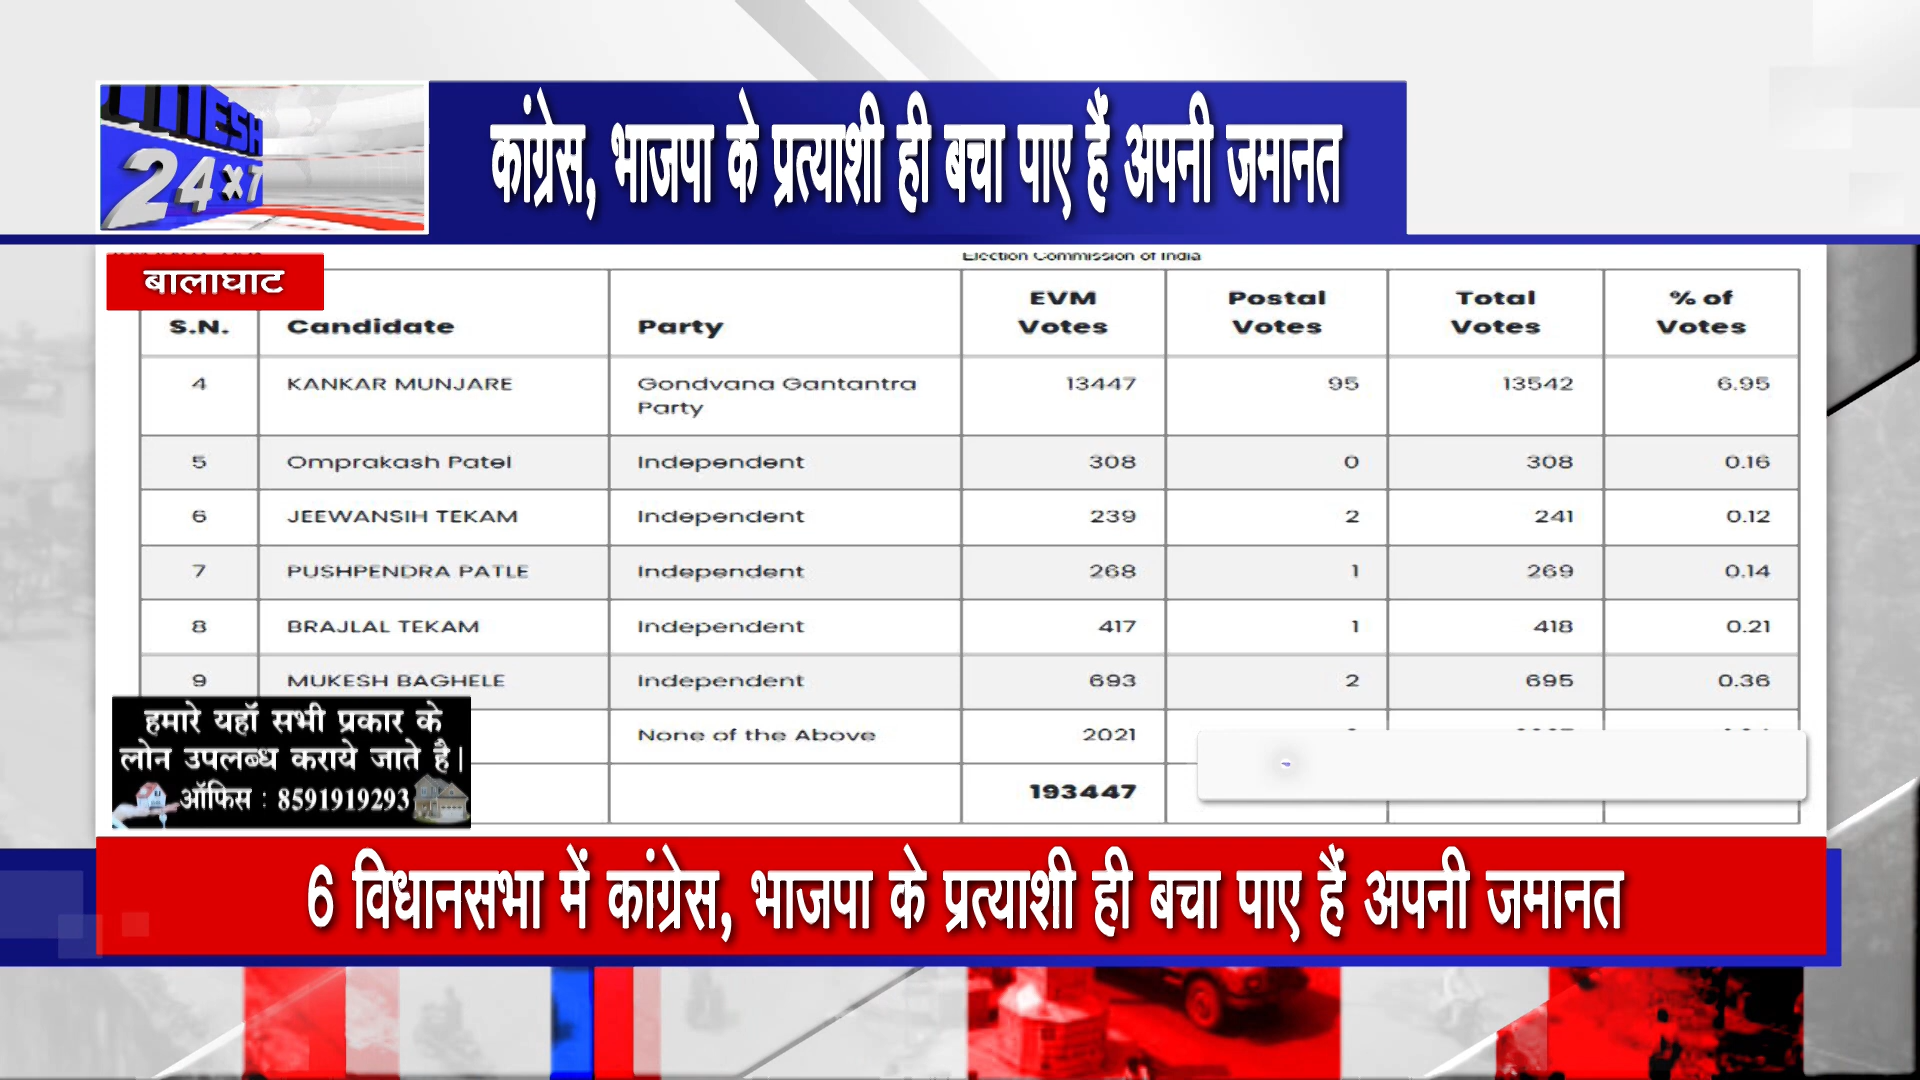 कांग्रेस, भाजपा के प्रत्याशी ही बचा पाए हैं अपनी जमानत
24x7
बालाघाट
Election Commission of India
S.N. Candidate Party EVM Votes Postal Votes Total Votes % of Votes
4 KANKAR MUNJARE Gondvana Gantantra Party 13447 95 13542 6.95
5 Omprakash Patel Independent 308 0 308 0.16
6 JEEWANSIH TEKAM Independent 239 2 241 0.12
7 PUSHPENDRA PATLE Independent 268 1 269 0.14
8 BRAJLAL TEKAM Independent 417 1 418 0.21
9 MUKESH BAGHELE Independent 693 2 695 0.36
None of the Above 2021
193447
हमारे यहॉ सभी प्रकार के
लोन उपलब्ध कराये जाते है।
ऑफिस : 8591919293
6 विधानसभा में कांग्रेस, भाजपा के प्रत्याशी ही बचा पाए हैं अपनी जमानत